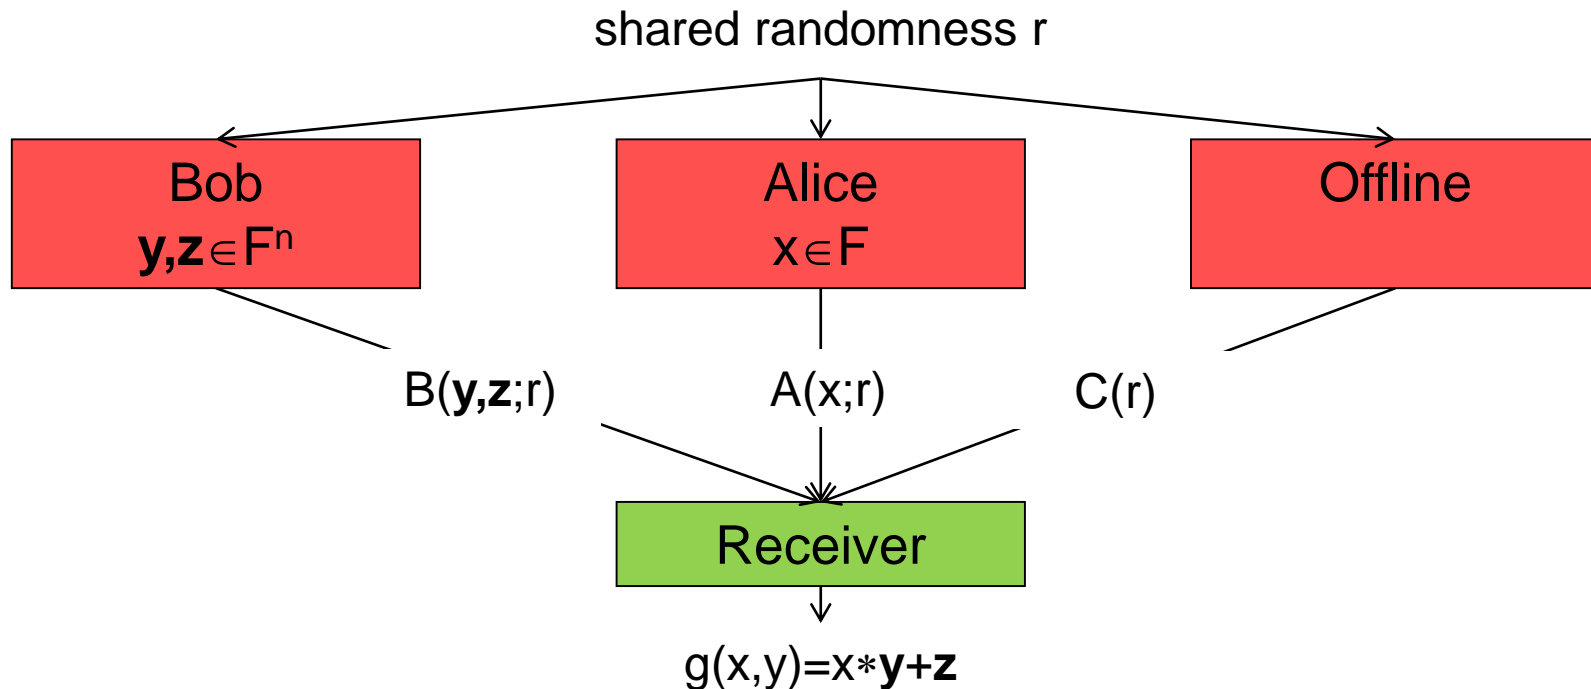 shared randomness r
Bob
y,z∈Fⁿ
Alice
x∈F
Offline
B(y,z;r)
A(x;r)
C(r)
Receiver
g(x,y)=x*y+z